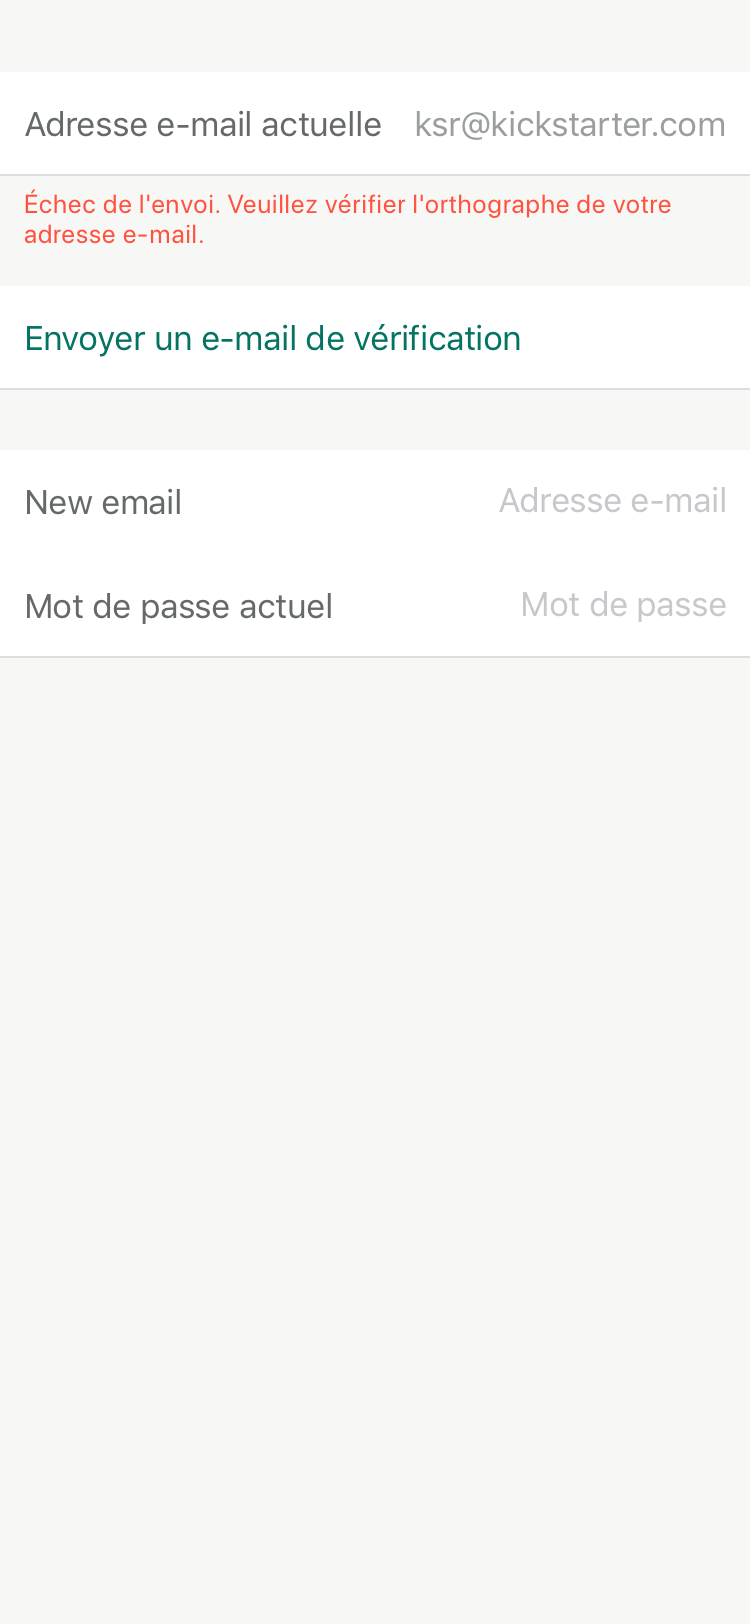 Adresse e-mail actuelle ksr@kickstarter.com
Échec de l'envoi. Veuillez vérifier l'orthographe de votre
adresse e-mail.
Envoyer un e-mail de vérification
New email Adresse e-mail
Mot de passe actuel Mot de passe